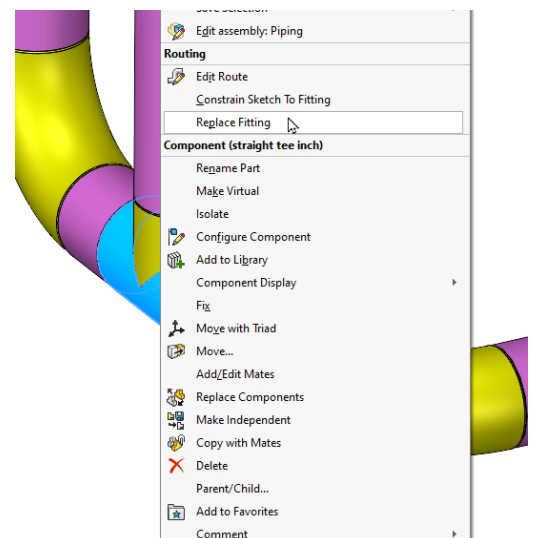 Edit assembly: Piping
Routing
Edit Route
Constrain Sketch To Fitting
Replace Fitting
Component (straight tee inch)
Rename Part
Make Virtual
Isolate
Configure Component
Add to Library
Component Display
Fix
Move with Triad
Move...
Add/Edit Mates
Replace Components
Make Independent
Copy with Mates
Delete
Parent/Child...
Add to Favorites
Comment